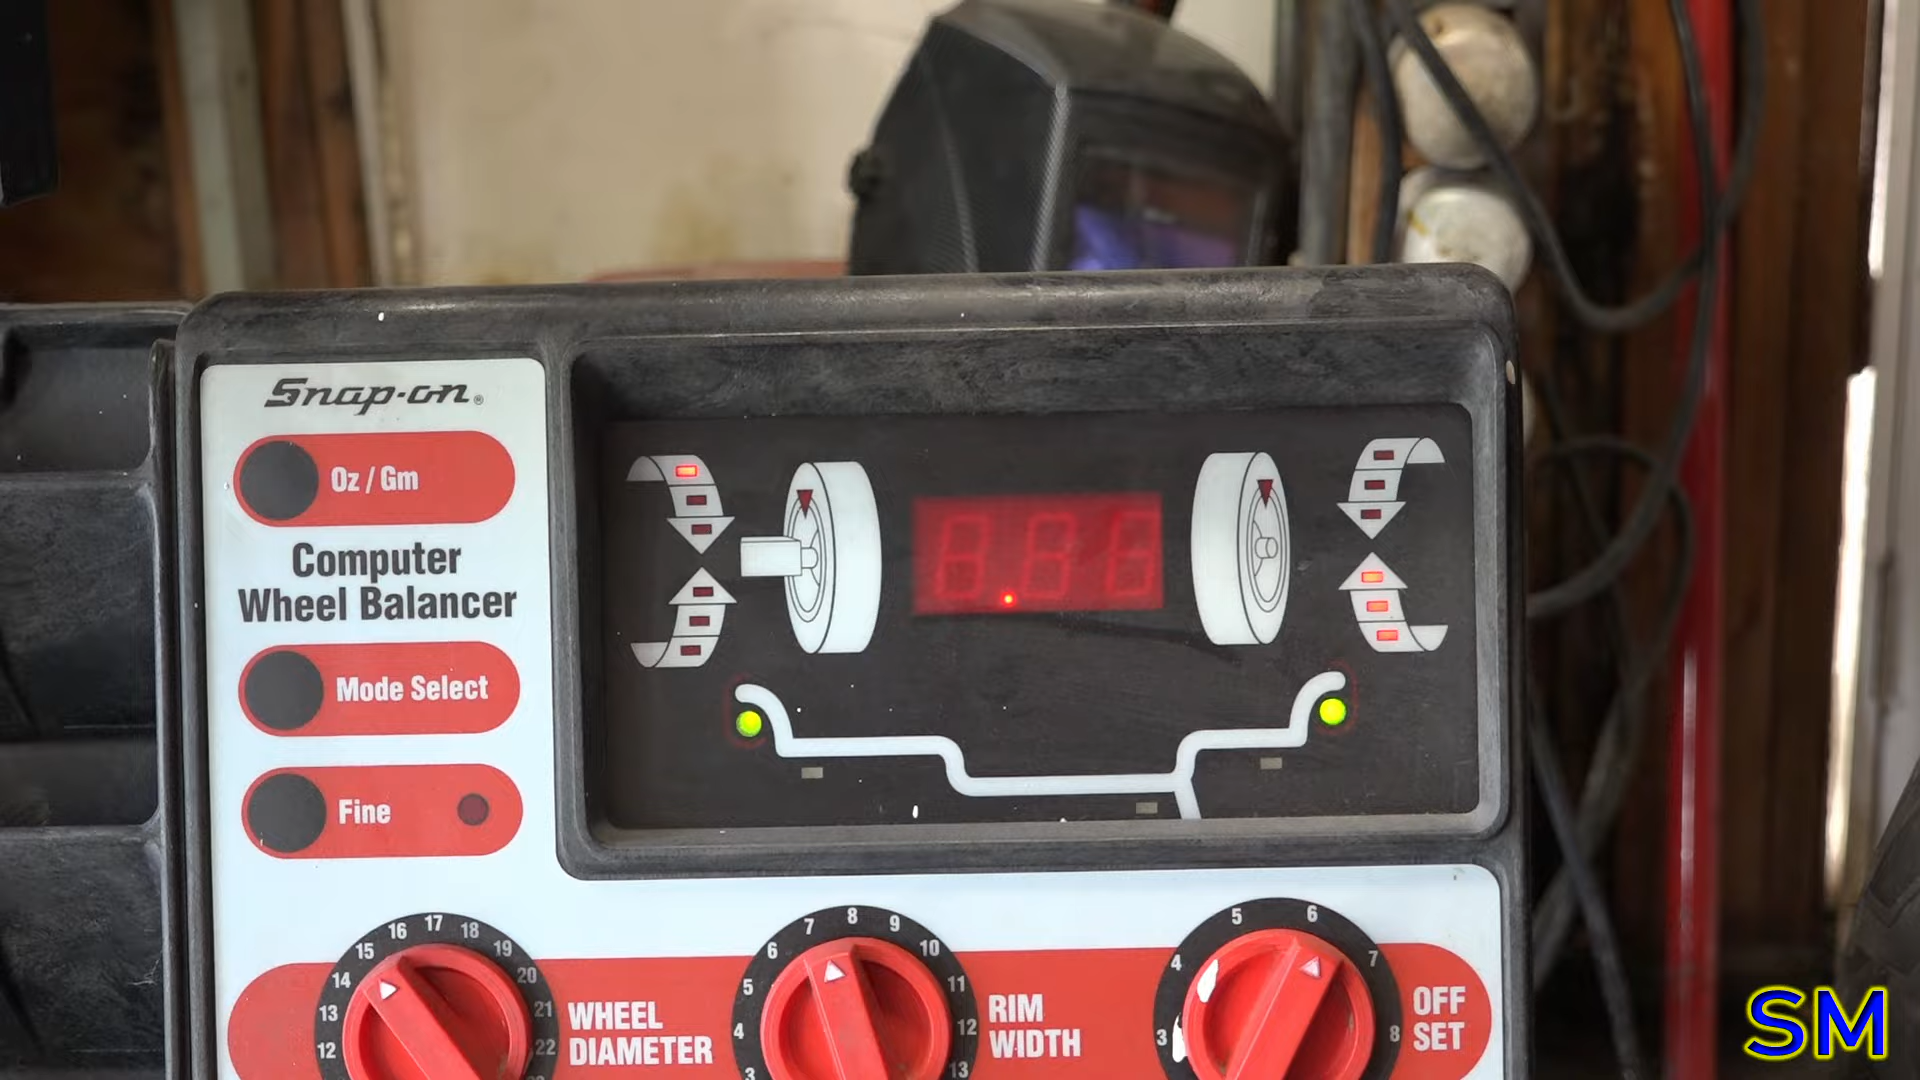 Snap-on®
Oz / Gm
Computer
Wheel Balancer
Mode Select
Fine
12 13 14 15 16 17 18 19 20 21 22
WHEEL
DIAMETER
3 4 5 6 7 8 9 10 11 12 13
RIM
WIDTH
3 4 5 6 7 8
OFF
SET
SM